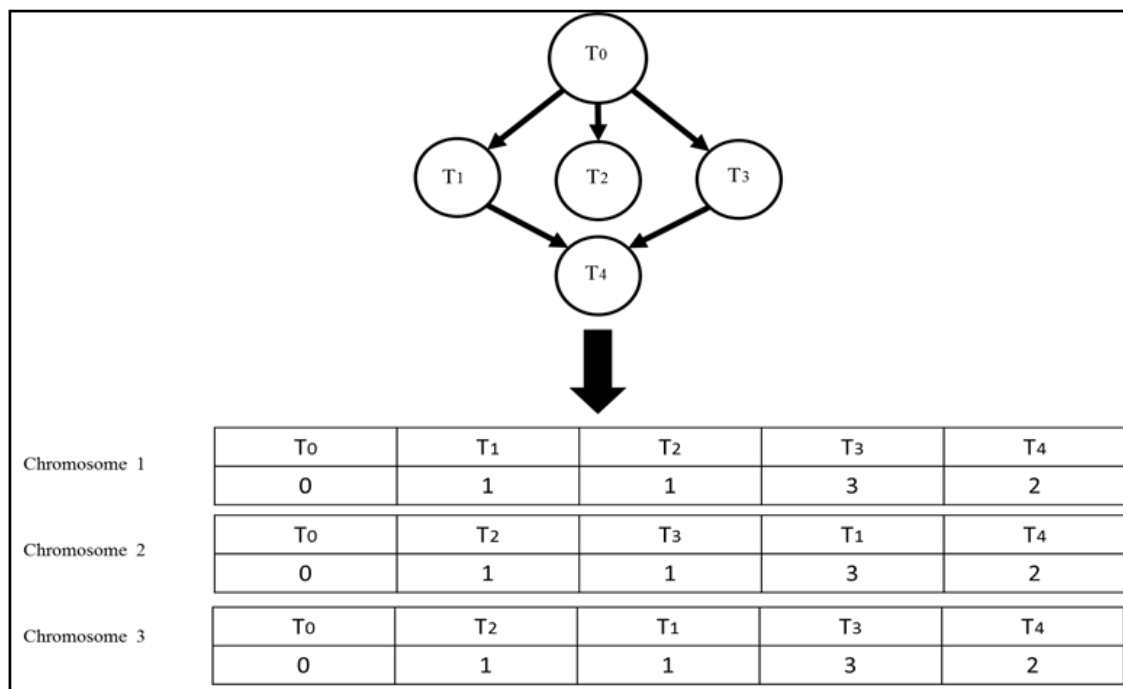 T0
T1 T2 T3
T4
T0 T1 T2 T3 T4
Chromosome 1
0 1 1 3 2
T0 T2 T3 T1 T4
Chromosome 2
0 1 1 3 2
T0 T2 T1 T3 T4
Chromosome 3
0 1 1 3 2